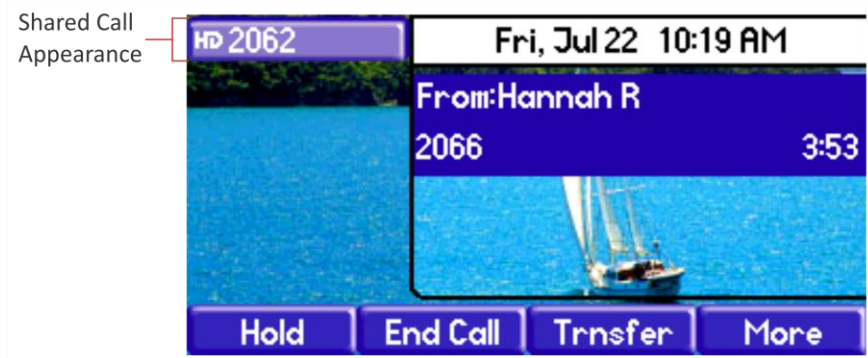 Shared Call
Appearance
HD 2062
Fri, Jul 22 10:19 AM
From:Hannah R
2066 3:53
Hold End Call Trnsfer More